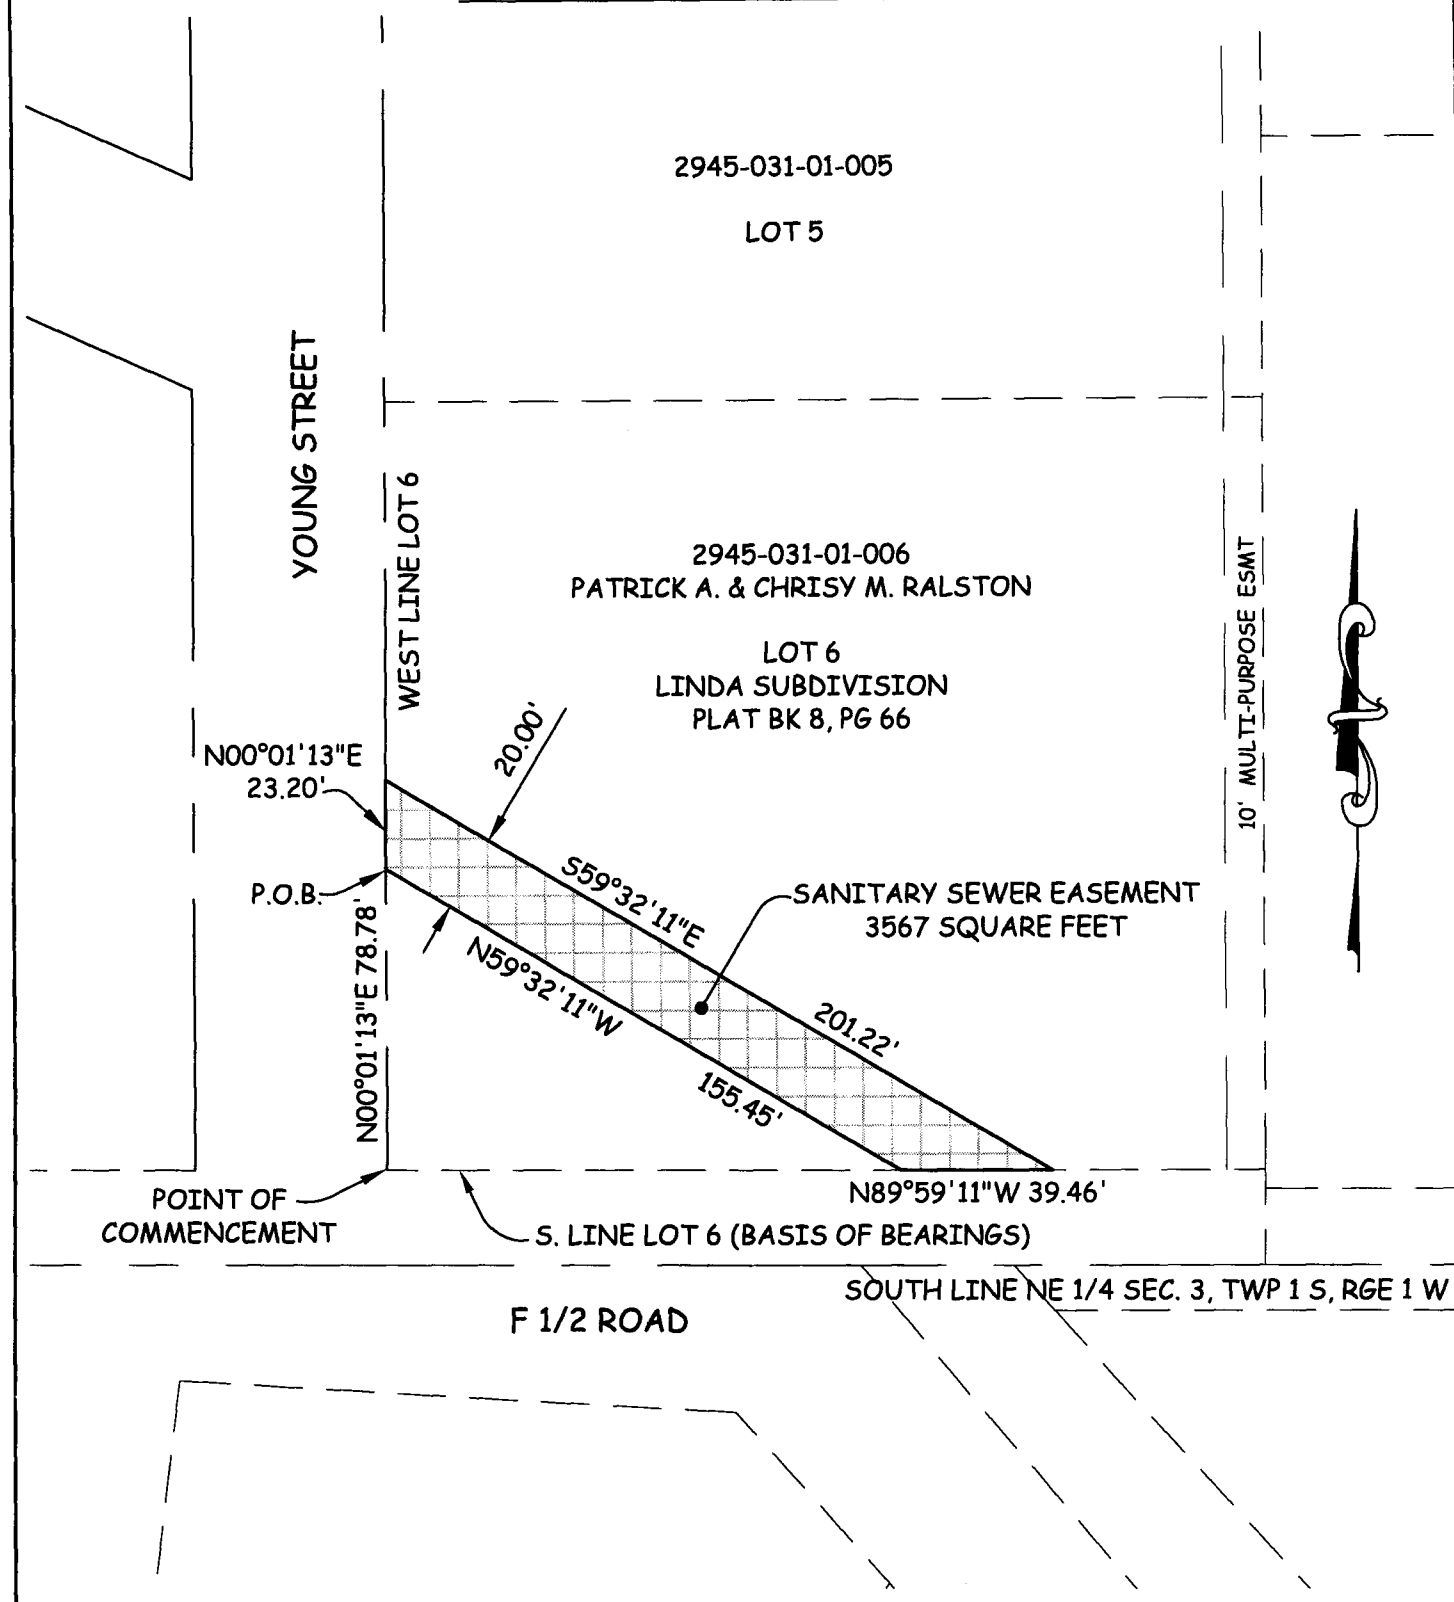 2945-031-01-005
LOT 5
YOUNG STREET
WEST LINE LOT 6
2945-031-01-006
PATRICK A. & CHRISY M. RALSTON
LOT 6
LINDA SUBDIVISION
PLAT BK 8, PG 66
10' MULTI-PURPOSE ESMT
20.00'
N00°01'13"E
23.20'
P.O.B.
S59°32'11"E
201.22'
SANITARY SEWER EASEMENT
3567 SQUARE FEET
N00°01'13"E 78.78'
N59°32'11"W
155.45'
POINT OF
COMMENCEMENT
N89°59'11"W 39.46'
S. LINE LOT 6 (BASIS OF BEARINGS)
SOUTH LINE NE 1/4 SEC. 3, TWP 1 S, RGE 1 W
F 1/2 ROAD